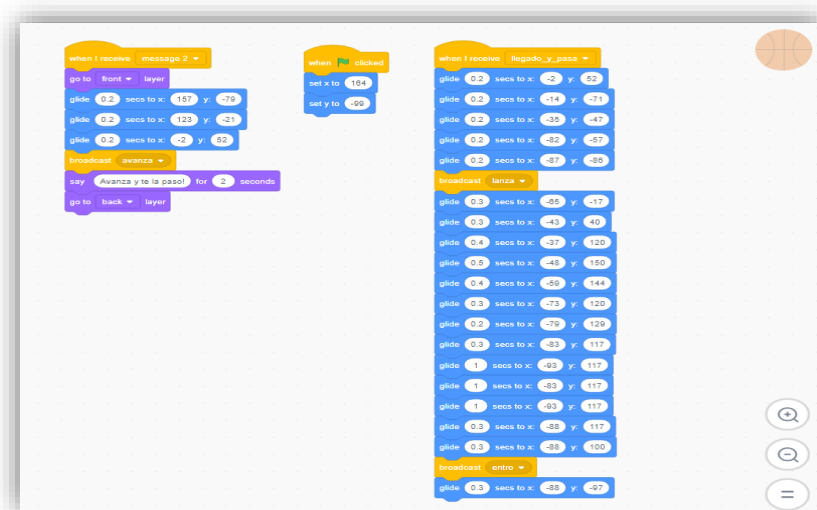 when I receive message 2
go to front layer
glide 0.2 secs to x: 157 y: -79
glide 0.2 secs to x: 123 y: -21
glide 0.2 secs to x: -2 y: 52
broadcast avanza
say Avanza y te la paso! for 2 seconds
go to back layer
when clicked
set x to 164
set y to -99
when I receive llegado_y_pasa
glide 0.2 secs to x: -2 y: 52
glide 0.2 secs to x: -14 y: -71
glide 0.2 secs to x: -35 y: -47
glide 0.2 secs to x: -82 y: -57
glide 0.2 secs to x: -87 y: -86
broadcast lanza
glide 0.3 secs to x: -65 y: -17
glide 0.3 secs to x: -43 y: 40
glide 0.4 secs to x: -37 y: 120
glide 0.5 secs to x: -48 y: 150
glide 0.4 secs to x: -59 y: 144
glide 0.3 secs to x: -73 y: 120
glide 0.2 secs to x: -79 y: 129
glide 0.3 secs to x: -83 y: 117
glide 1 secs to x: -93 y: 117
glide 1 secs to x: -83 y: 117
glide 1 secs to x: -93 y: 117
glide 0.3 secs to x: -88 y: 117
glide 0.3 secs to x: -88 y: 100
broadcast entro
glide 0.3 secs to x: -88 y: -97